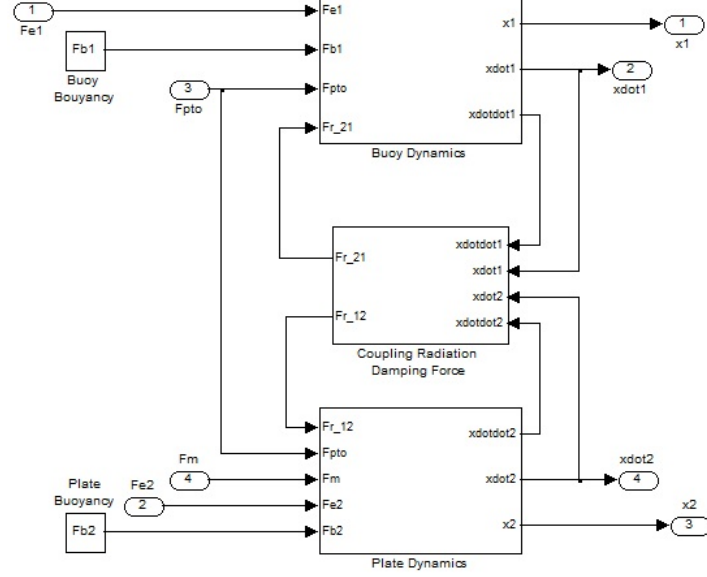 1
Fe1
Fb1
Buoy
Bouyancy
3
Fpto
Fe1
Fb1
Fpto
Fr_21
x1
xdot1
xdotdot1
Buoy Dynamics
1
x1
2
xdot1
Fr_21
Fr_12
xdotdot1
xdot1
xdot2
xdotdot2
Coupling Radiation
Damping Force
Fr_12
Fpto
Fm
Fe2
Fb2
xdotdot2
xdot2
x2
Plate Dynamics
Fm
4
Fe2
2
Plate
Buoyancy
Fb2
xdot2
4
x2
3